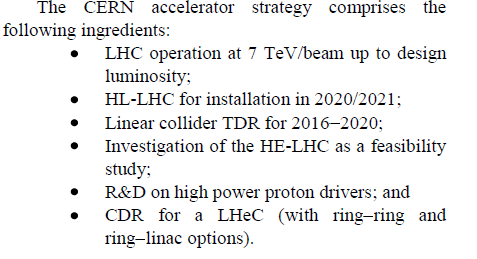 The CERN accelerator strategy comprises the
following ingredients:
• LHC operation at 7 TeV/beam up to design
luminosity;
• HL-LHC for installation in 2020/2021;
• Linear collider TDR for 2016–2020;
• Investigation of the HE-LHC as a feasibility
study;
• R&D on high power proton drivers; and
• CDR for a LHeC (with ring–ring and
ring–linac options).